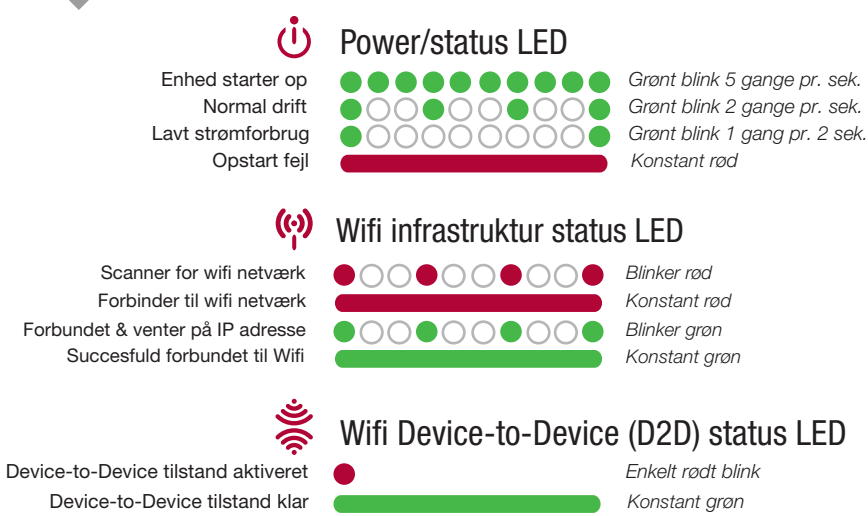 Power/status LED
Enhed starter op Grønt blink 5 gange pr. sek.
Normal drift Grønt blink 2 gange pr. sek.
Lavt strømforbrug Grønt blink 1 gang pr. 2 sek.
Opstart fejl Konstant rød
Wifi infrastruktur status LED
Scanner for wifi netværk Blinker rød
Forbinder til wifi netværk Konstant rød
Forbundet & venter på IP adresse Blinker grøn
Succesfuld forbundet til Wifi Konstant grøn
Wifi Device-to-Device (D2D) status LED
Device-to-Device tilstand aktiveret Enkelt rødt blink
Device-to-Device tilstand klar Konstant grøn